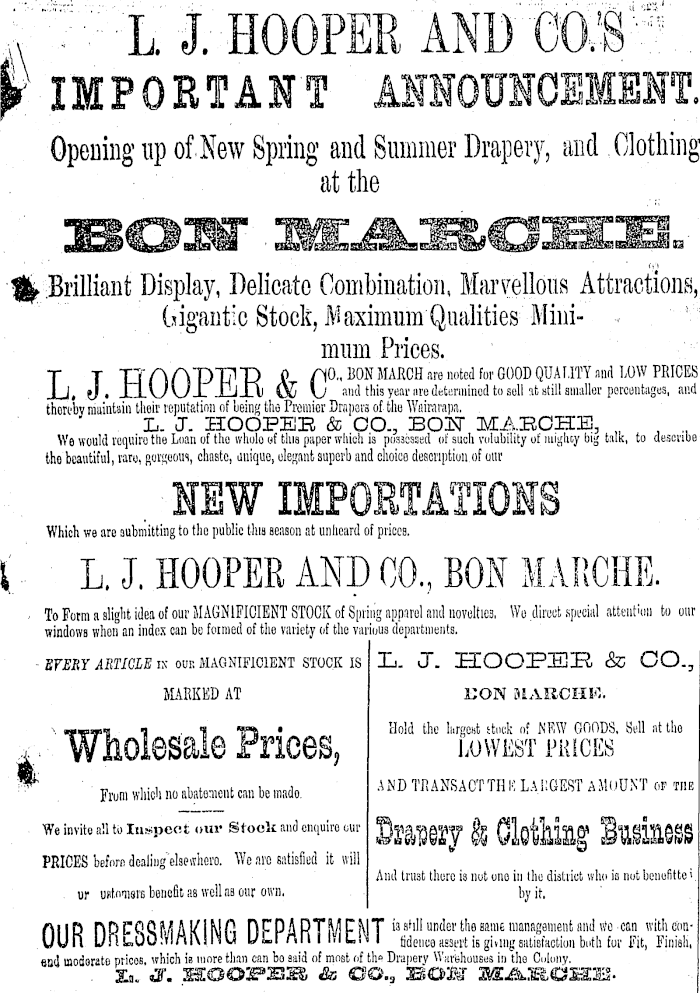 L. J. HOOPER AND CO.'S
IMPORTANT ANNOUNCEMENT.
Opening up of New Spring and Summer Drapery, and Clothing
at the
BON MARCHE.
Brilliant Display, Delicate Combination, Marvellous Attractions,
Gigantic Stock, Maximum Qualities Mini-
mum Prices.
L. J. HOOPER & CO., BON MARCH are noted for GOOD QUALITY and LOW PRICES
and this year are determined to sell at still smaller percentages, and
thereby maintain their reputation of being the Premier Drapers of the Wairarapa.
L. J. HOOPER & CO., BON MARCHE,
We would require the Loan of the whole of this paper which is possessed of such volubility of mighty big talk, to describe
the beautiful, rare, gorgeous, chaste, unique, elegant superb and choice description of our
NEW IMPORTATIONS
Which we are submitting to the public this season at unheard of prices.
L. J. HOOPER AND CO., BON MARCHE.
To Form a slight idea of our MAGNIFICIENT STOCK of Spring apparel and novelties. We direct special attention to our
windows when an index can be formed of the variety of the various departments.
EVERY ARTICLE IN OUR MAGNIFICIENT STOCK IS
MARKED AT
Wholesale Prices,
From which no abatement can be made.
We invite all to Inspect our Stock and enquire our
PRICES before dealing elsewhere. We are satisfied it will
ur ustomers benefit as well as our own.
L. J. HOOPER & CO.,
BON MARCHE.
Hold the largest stock of NEW GOODS, Sell at the
LOWEST PRICES
AND TRANSACT THE LARGEST AMOUNT OF THE
Drapery & Clothing Business
And trust there is not one in the district who is not benefitte
by it.
OUR DRESSMAKING DEPARTMENT is still under the same management and we can with con-
fidence assert is giving satisfaction both for Fit, Finish,
and moderate prices, which is more than can be said of most of the Drapery Warehouses in the Colony.
L. J. HOOPER & CO., BON MARCHE.